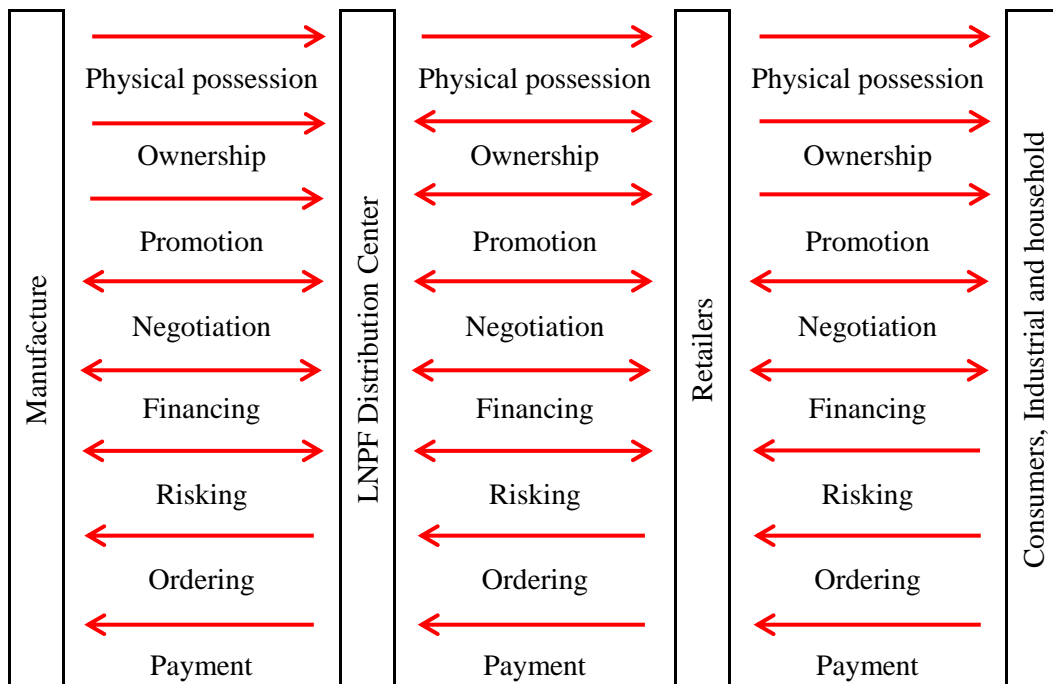 Manufacture
Physical possession
Ownership
Promotion
Negotiation
Financing
Risking
Ordering
Payment
LNPF Distribution Center
Physical possession
Ownership
Promotion
Negotiation
Financing
Risking
Ordering
Payment
Retailers
Physical possession
Ownership
Promotion
Negotiation
Financing
Risking
Ordering
Payment
Consumers, Industrial and household